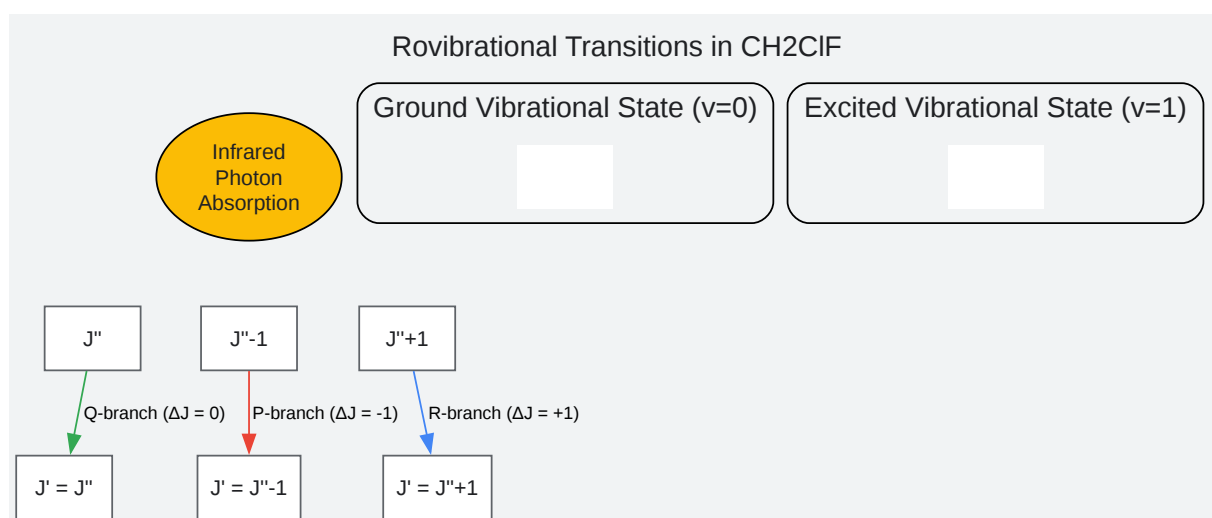 Rovibrational Transitions in CH2ClF
Ground Vibrational State (v=0)
Excited Vibrational State (v=1)
Infrared
Photon
Absorption
J"
J"-1
J"+1
Q-branch (ΔJ = 0)
P-branch (ΔJ = -1)
R-branch (ΔJ = +1)
J' = J"
J' = J"-1
J' = J"+1